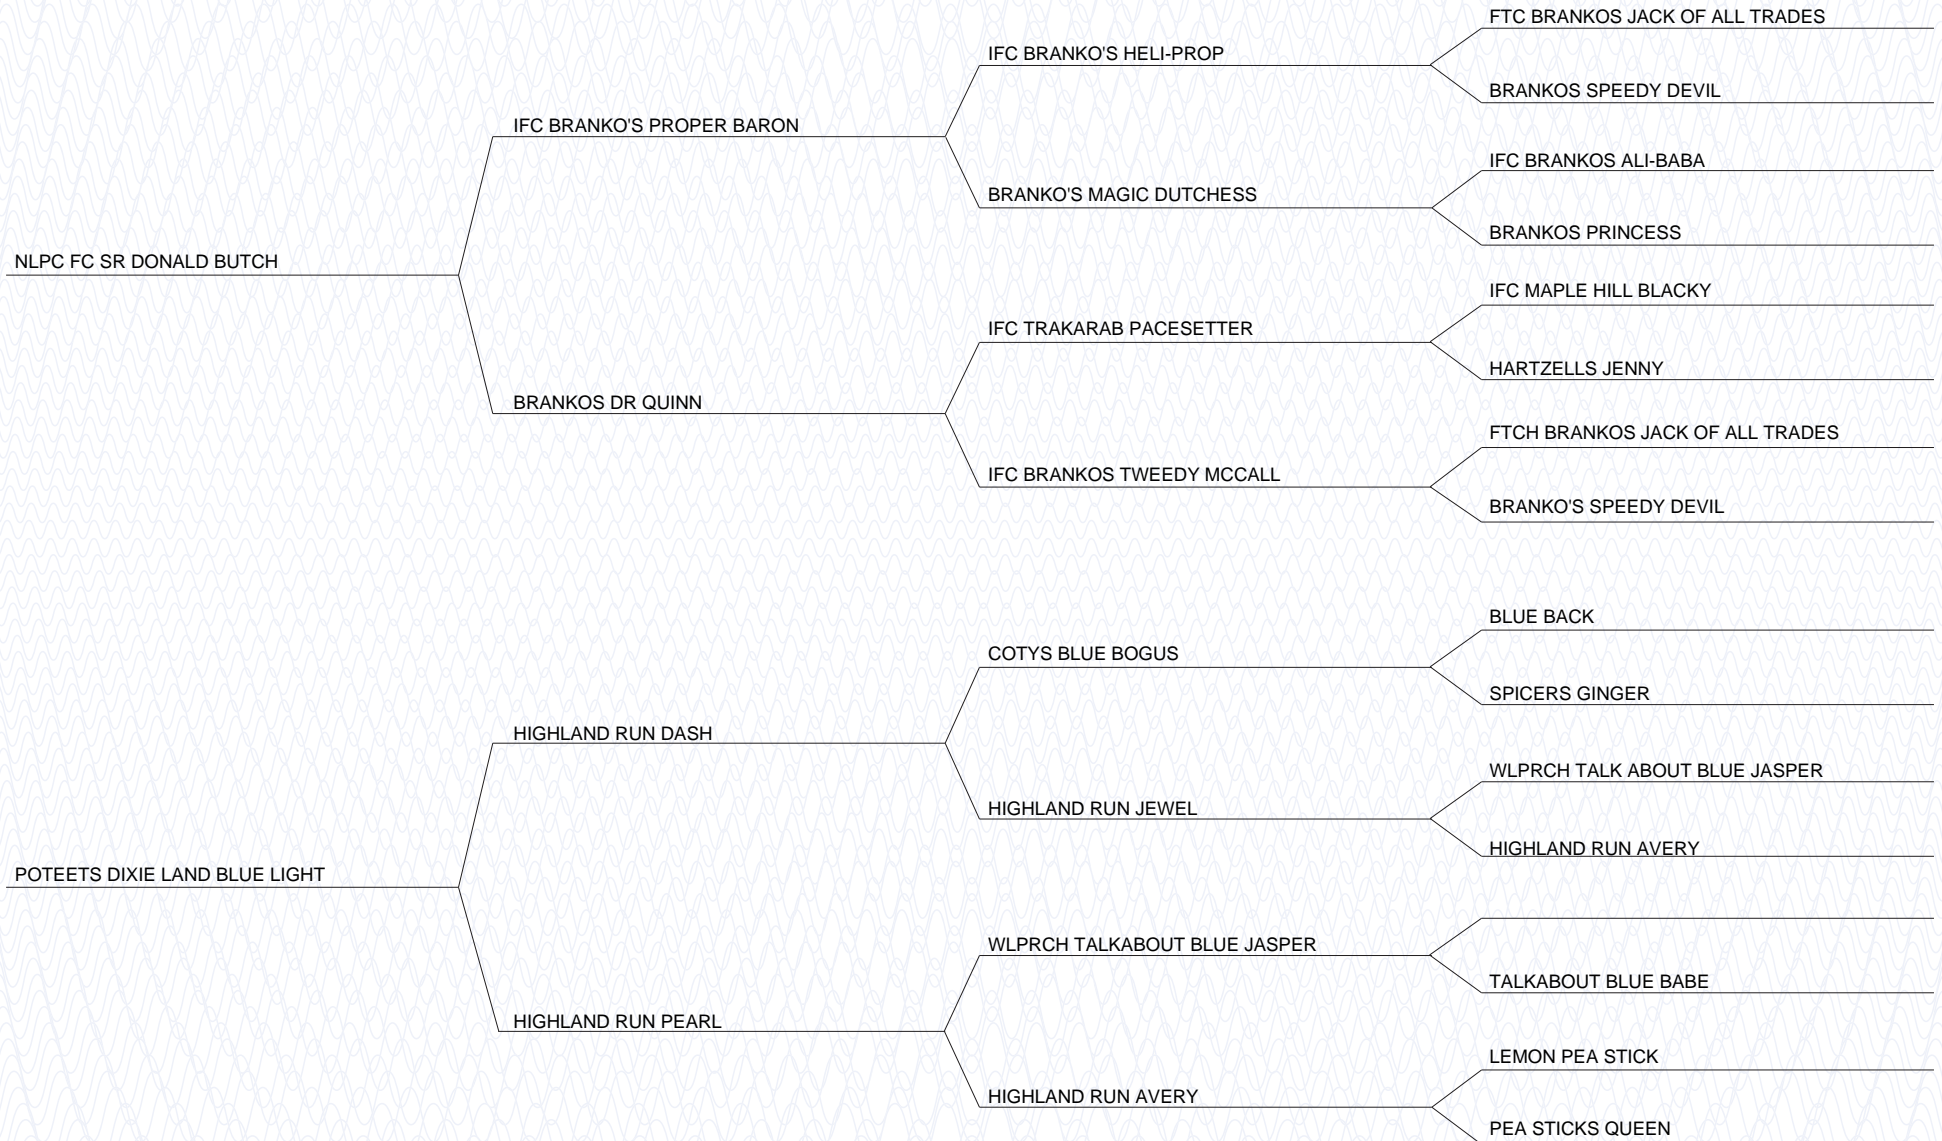 FTC BRANKOS JACK OF ALL TRADES
IFC BRANKO'S HELI-PROP
BRANKOS SPEEDY DEVIL
IFC BRANKO'S PROPER BARON
IFC BRANKOS ALI-BABA
BRANKO'S MAGIC DUTCHESS
BRANKOS PRINCESS
NLPC FC SR DONALD BUTCH
IFC MAPLE HILL BLACKY
IFC TRAKARAB PACESETTER
HARTZELLS JENNY
BRANKOS DR QUINN
FTCH BRANKOS JACK OF ALL TRADES
IFC BRANKOS TWEEDY MCCALL
BRANKO'S SPEEDY DEVIL
BLUE BACK
COTYS BLUE BOGUS
SPICERS GINGER
HIGHLAND RUN DASH
WLPRCH TALK ABOUT BLUE JASPER
HIGHLAND RUN JEWEL
HIGHLAND RUN AVERY
POTEETS DIXIE LAND BLUE LIGHT
WLPRCH TALKABOUT BLUE JASPER
TALKABOUT BLUE BABE
HIGHLAND RUN PEARL
LEMON PEA STICK
HIGHLAND RUN AVERY
PEA STICKS QUEEN